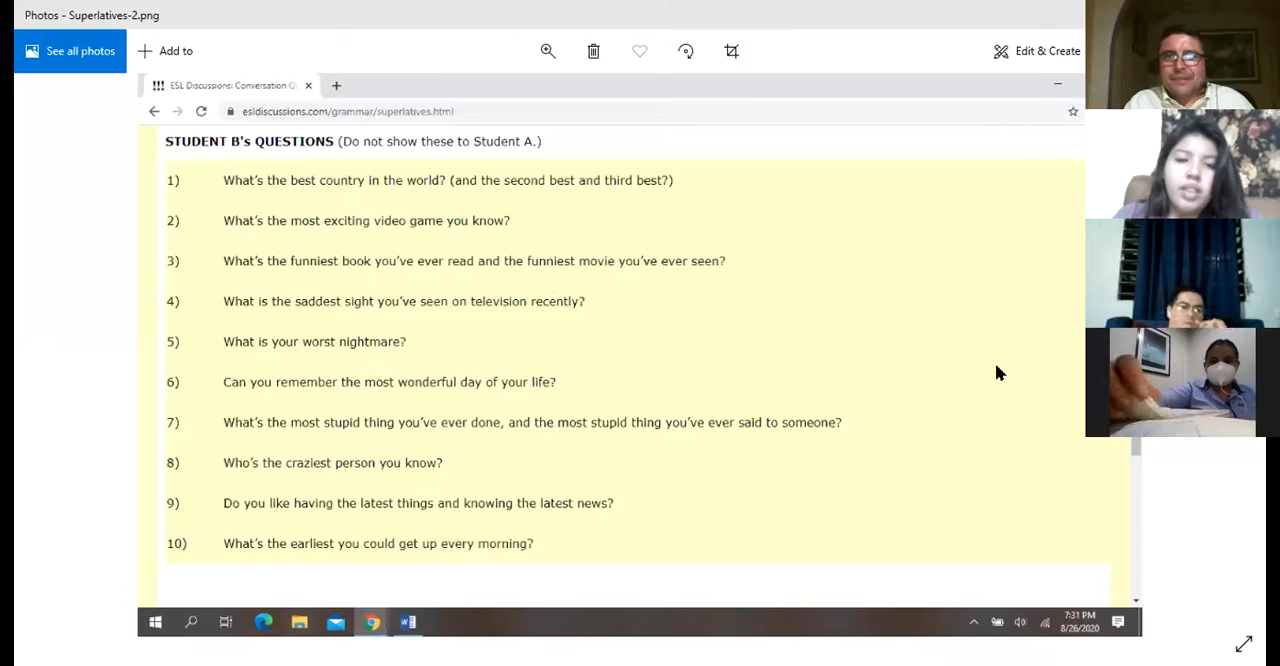 Photos - Superlatives-2.png
See all photos
Add to
Edit & Create
ESL Discussions: Conversation Q
esldiscussions.com/grammar/superlatives.html
STUDENT B's QUESTIONS (Do not show these to Student A.)
1) What's the best country in the world? (and the second best and third best?)
2) What's the most exciting video game you know?
3) What's the funniest book you've ever read and the funniest movie you've ever seen?
4) What is the saddest sight you've seen on television recently?
5) What is your worst nightmare?
6) Can you remember the most wonderful day of your life?
7) What's the most stupid thing you've ever done, and the most stupid thing you've ever said to someone?
8) Who's the craziest person you know?
9) Do you like having the latest things and knowing the latest news?
10) What's the earliest you could get up every morning?
7:31 PM
8/26/2020